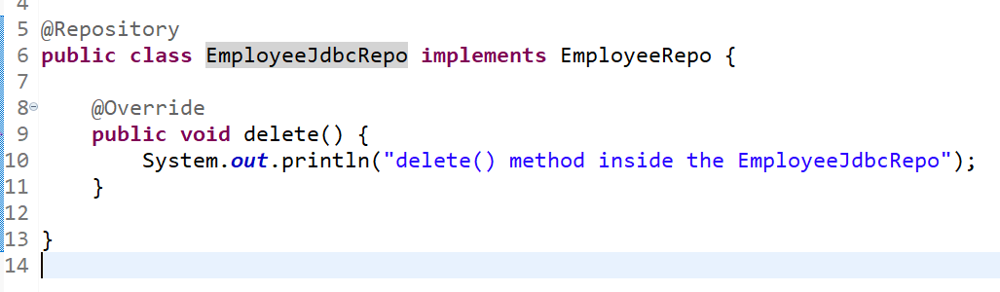 4
5 @Repository
6 public class EmployeeJdbcRepo implements EmployeeRepo {
7
8 @Override
9 public void delete() {
10 System.out.println("delete() method inside the EmployeeJdbcRepo");
11 }
12
13 }
14